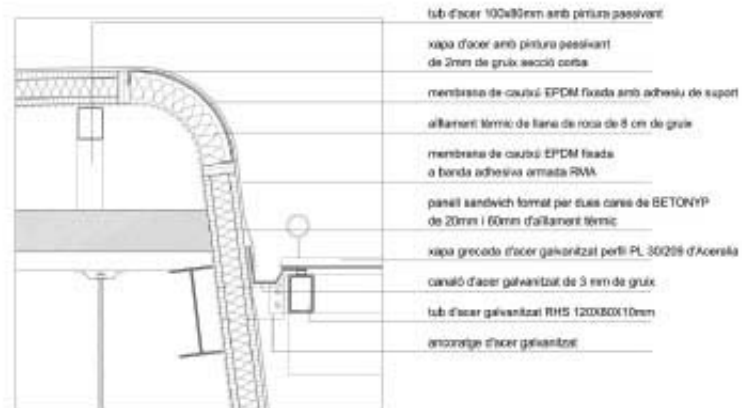 tub d'acer 100x80mm amb pintura passivant
xapa d'acer amb pintura passivant
de 2mm de gruix secció corba
membrana de cautxú EPDM fixada amb adhesiu de suport
aïllament tèrmic de llana de roca de 8 cm de gruix
membrana de cautxú EPDM fixada
a banda adhesiva armada RMA
panell sandvich format per dues cares de BETONYP
de 20mm i 60mm d'aïllament tèrmic
xapa grecada d'acer galvanitzat perfil PL 30/209 d'Aceralia
canaló d'acer galvanitzat de 3 mm de gruix
tub d'acer galvanitzat RHS 120X80X10mm
ancoratge d'acer galvanitzat